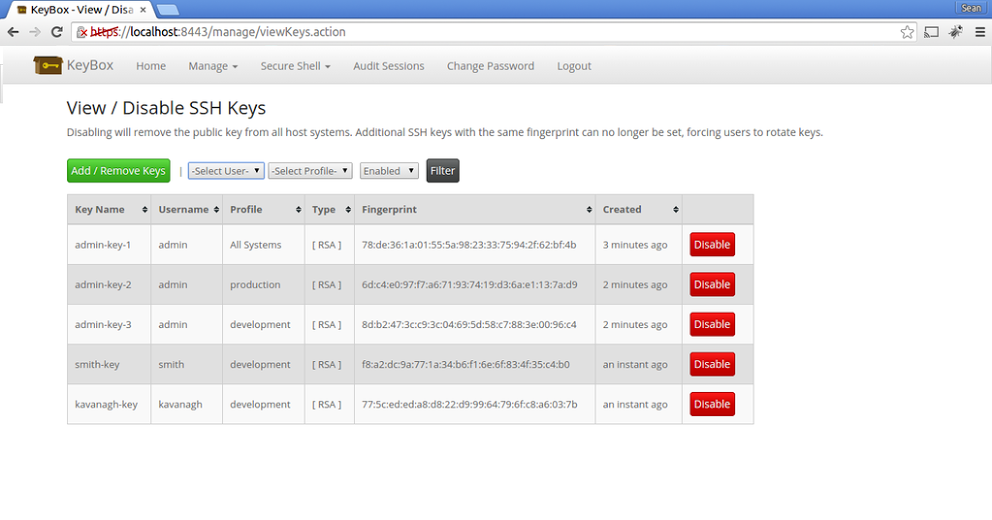 Sean
KeyBox - View / Disa
https://localhost:8443/manage/viewKeys.action
KeyBox Home Manage Secure Shell Audit Sessions Change Password Logout
View / Disable SSH Keys
Disabling will remove the public key from all host systems. Additional SSH keys with the same fingerprint can no longer be set, forcing users to rotate keys.
Add / Remove Keys | -Select User- -Select Profile- Enabled Filter
Key Name Username Profile Type Fingerprint Created
admin-key-1 admin All Systems [ RSA ] 78:de:36:1a:01:55:5a:98:23:33:75:94:2f:62:bf:4b 3 minutes ago Disable
admin-key-2 admin production [ RSA ] 6d:c4:e0:97:f7:a6:71:93:74:19:d3:6a:e1:13:7a:d9 2 minutes ago Disable
admin-key-3 admin development [ RSA ] 8d:b2:47:3c:c9:3c:04:69:5d:58:c7:88:3e:00:96:c4 2 minutes ago Disable
smith-key smith development [ RSA ] f8:a2:dc:9a:77:1a:34:b6:f1:6e:6f:83:4f:35:c4:b0 an instant ago Disable
kavanagh-key kavanagh development [ RSA ] 77:5c:ed:ed:a8:d8:22:d9:99:64:79:6f:c8:a6:03:7b an instant ago Disable